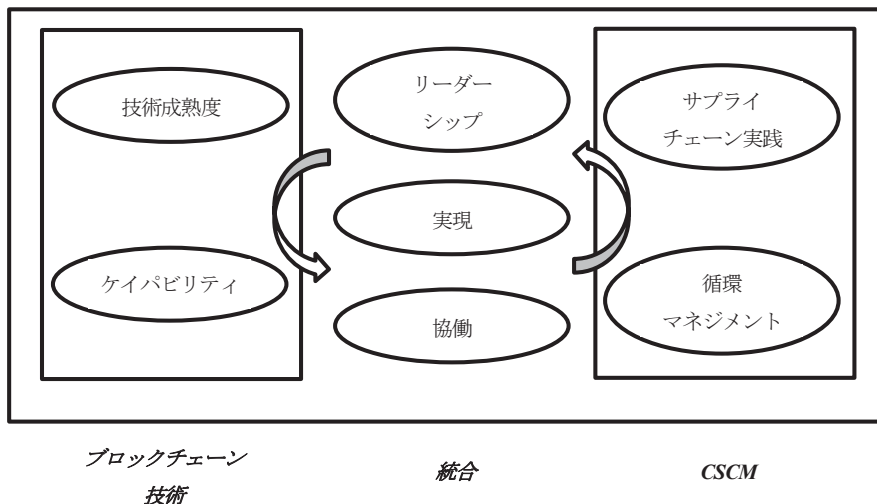 技術成熟度
ケイパビリティ
リーダー
シップ
実現
協働
サプライ
チェーン実践
循環
マネジメント
ブロックチェーン
技術
統合
CSCM